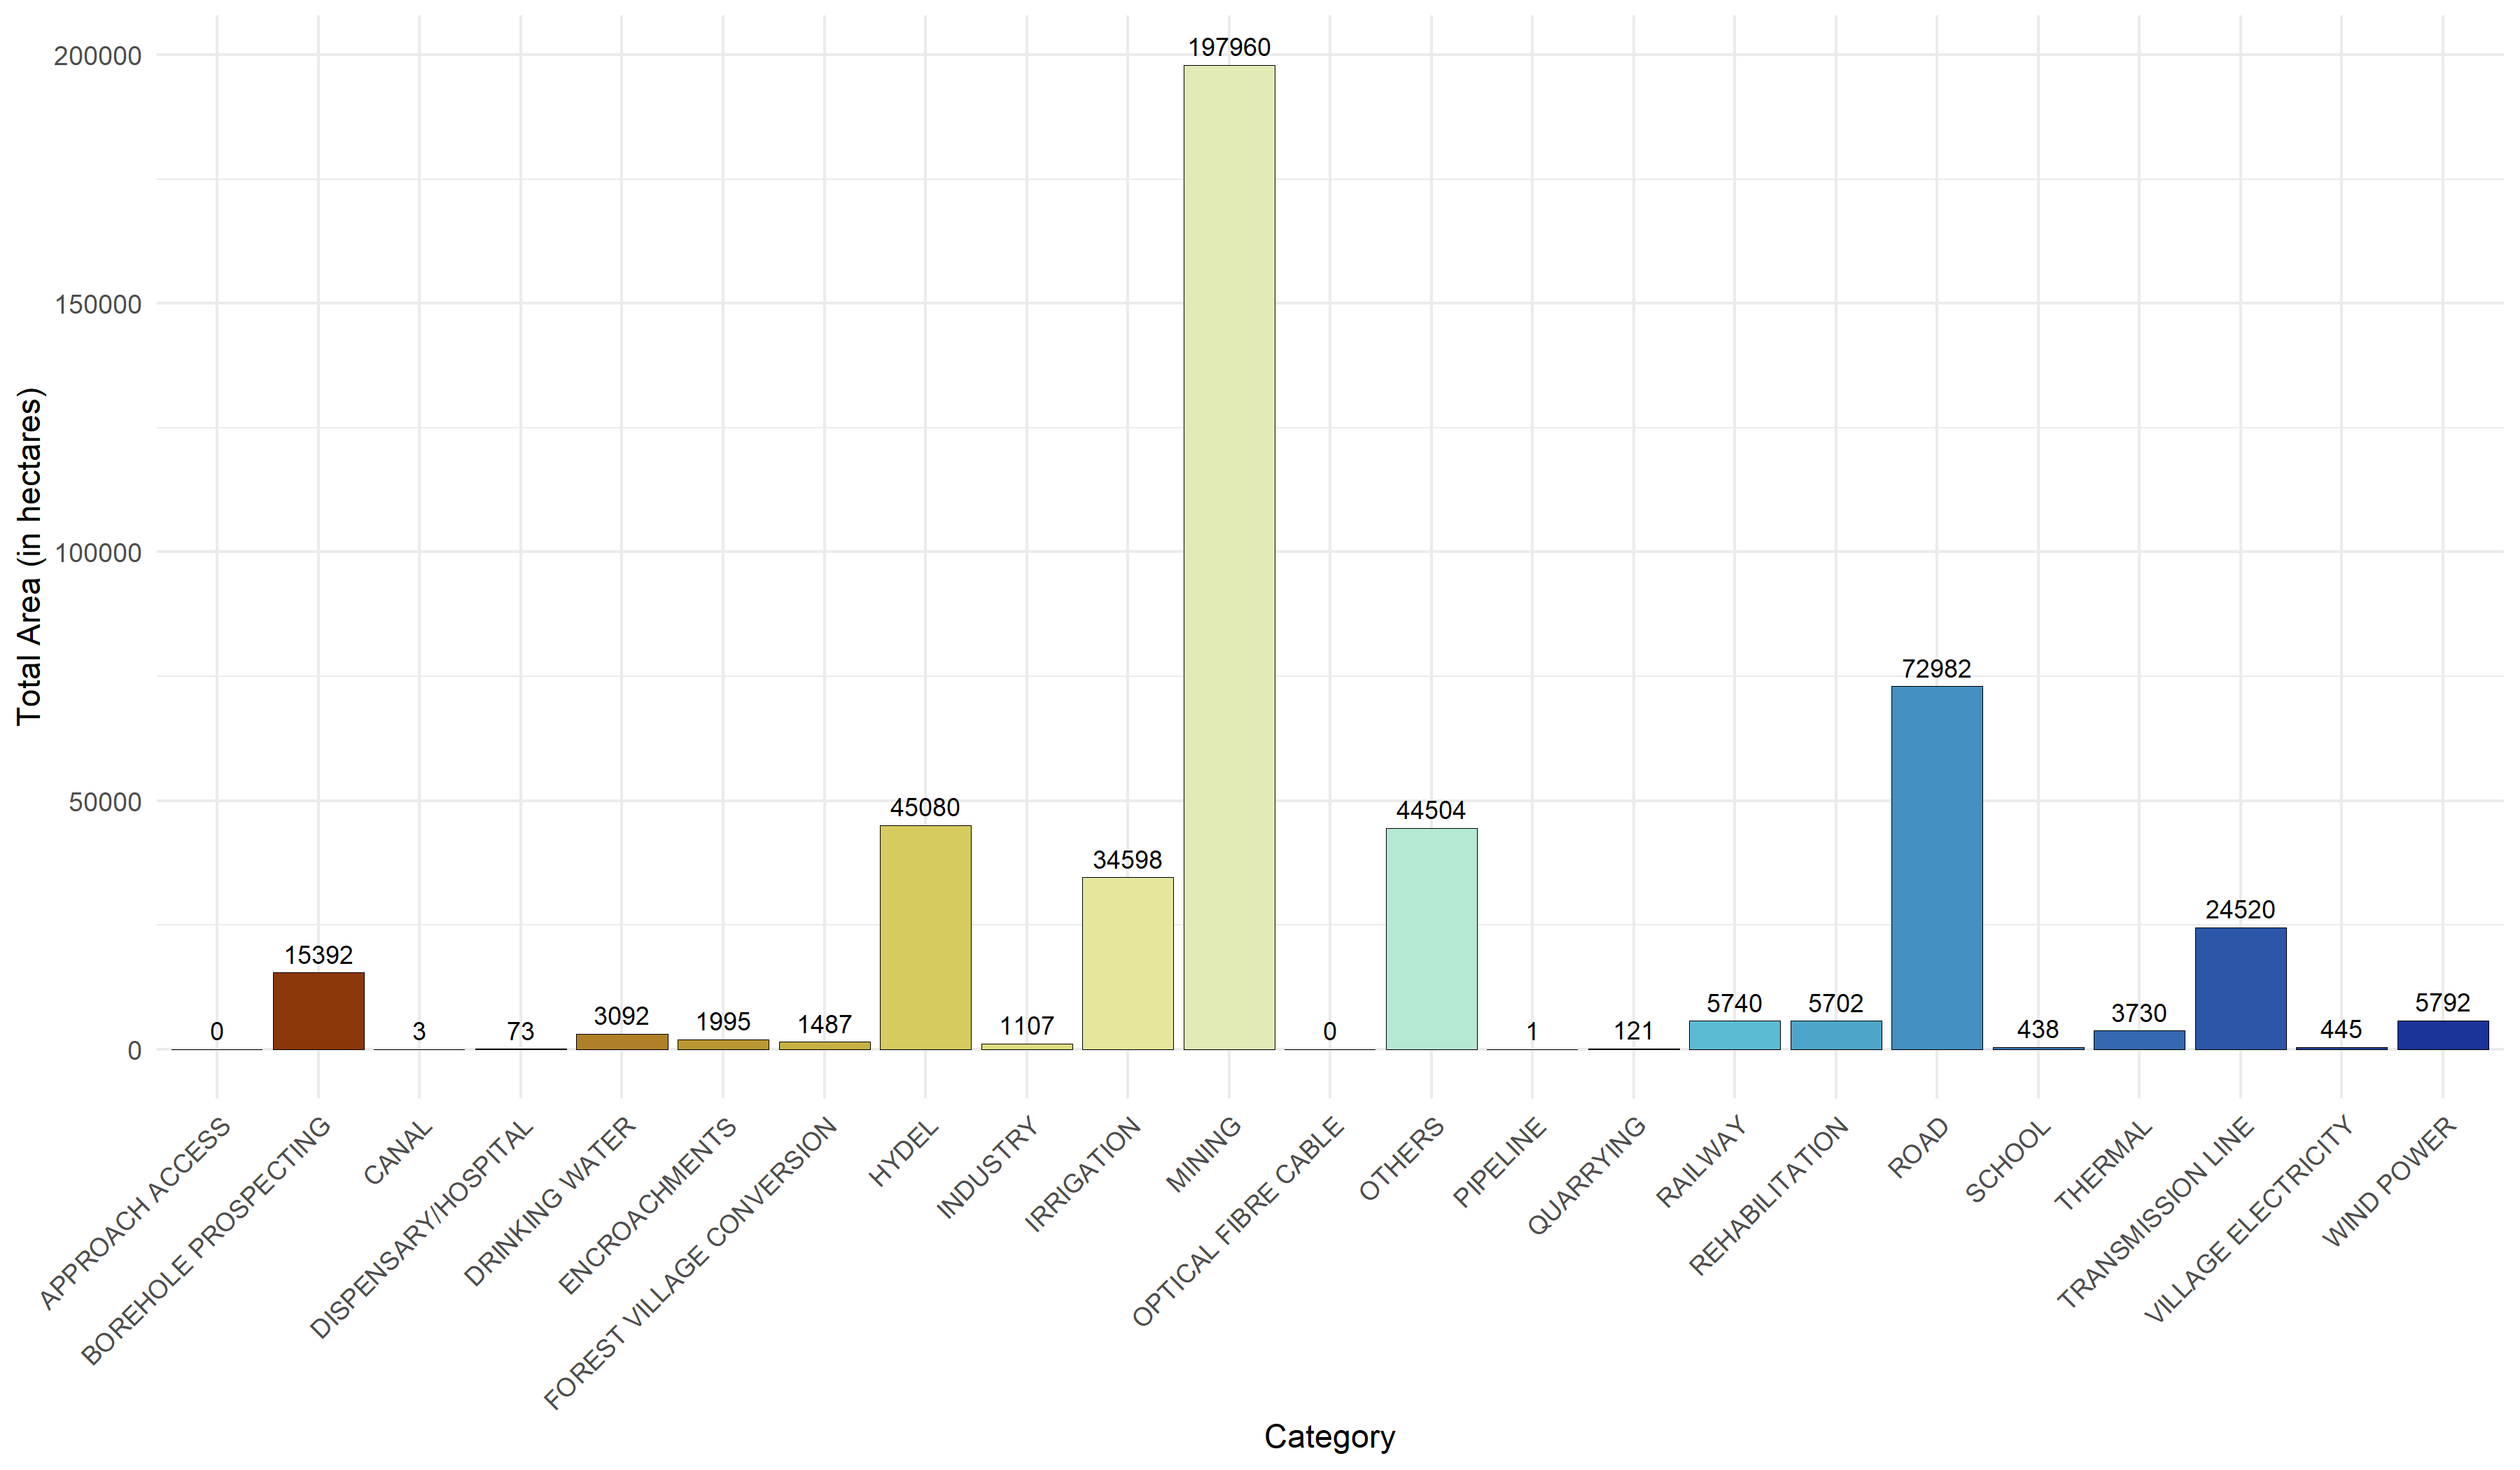 Total Area (in hectares)
200000
150000
100000
50000
0
0
15392
3
73
3092
1995
1487
45080
1107
34598
197960
0
44504
1
121
5740
5702
72982
438
3730
24520
445
5792
APPROACH ACCESS
BOREHOLE PROSPECTING
CANAL
DISPENSARY/HOSPITAL
DRINKING WATER
ENCROACHMENTS
FOREST VILLAGE CONVERSION
HYDEL
INDUSTRY
IRRIGATION
MINING
OPTICAL FIBRE CABLE
OTHERS
PIPELINE
QUARRYING
RAILWAY
REHABILITATION
ROAD
SCHOOL
THERMAL
TRANSMISSION LINE
VILLAGE ELECTRICITY
WIND POWER
Category